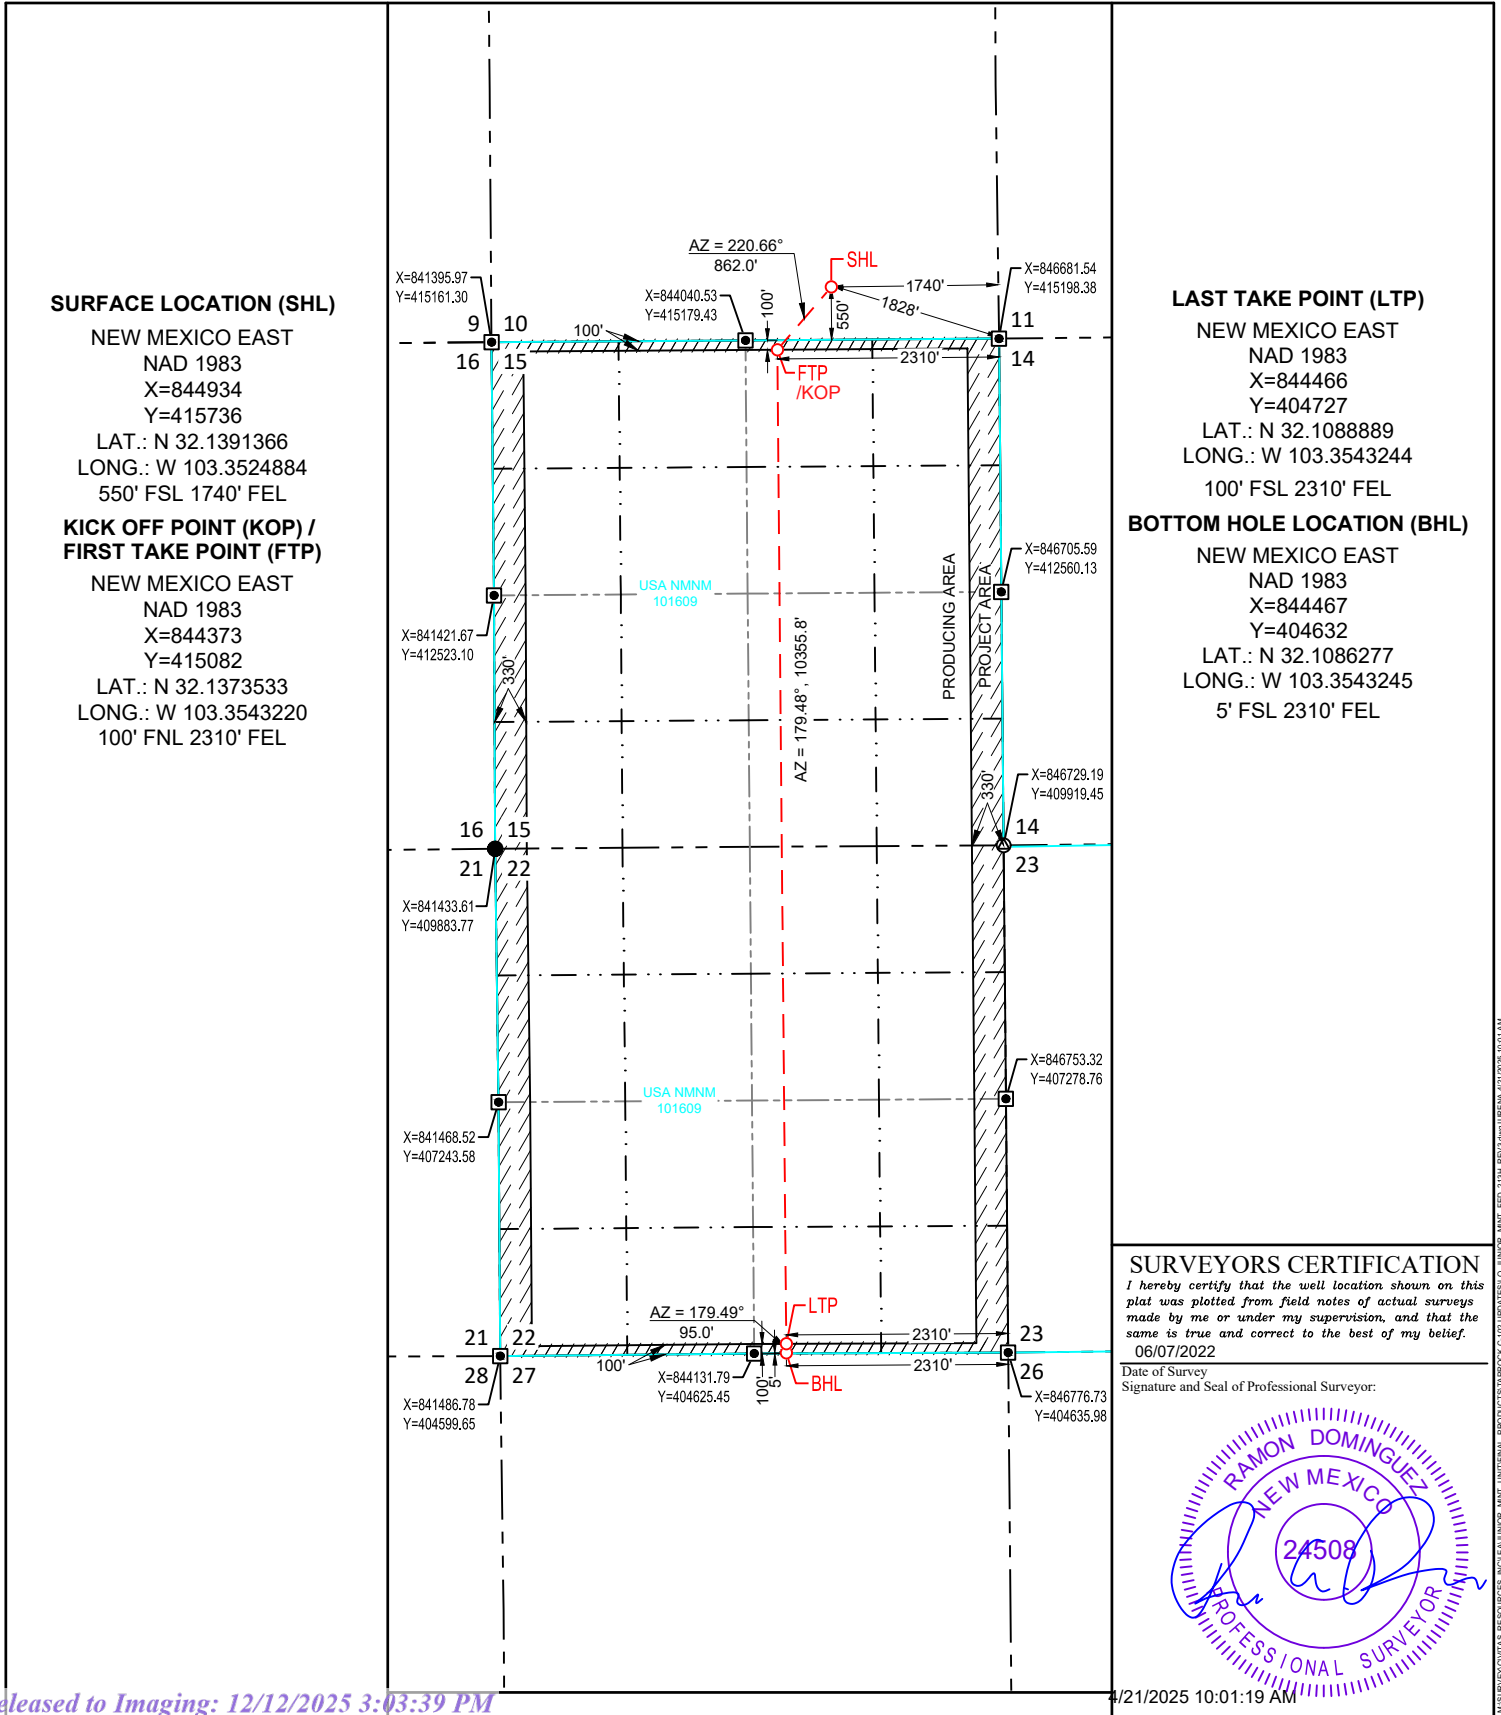 SURFACE LOCATION (SHL)
NEW MEXICO EAST
NAD 1983
X=844934
Y=415736
LAT.: N 32.1391366
LONG.: W 103.3524884
550' FSL 1740' FEL
KICK OFF POINT (KOP) /
FIRST TAKE POINT (FTP)
NEW MEXICO EAST
NAD 1983
X=844373
Y=415082
LAT.: N 32.1373533
LONG.: W 103.3543220
100' FNL 2310' FEL
AZ = 220.66°
862.0'
SHL
X=841395.97
Y=415161.30
X=844040.53
Y=415179.43
X=846681.54
Y=415198.38
1740'
1828'
550'
100'
100'
9 10
16 15
11
14
2310'
FTP
/KOP
USA NMNM
101609
X=846705.59
Y=412560.13
X=841421.67
Y=412523.10
330'
AZ = 179.48°, 10355.8'
PRODUCING AREA
PROJECT AREA
330'
X=846729.19
Y=409919.45
16 15
21 22
14
23
X=841433.61
Y=409883.77
USA NMNM
101609
X=846753.32
Y=407278.76
X=841468.52
Y=407243.58
AZ = 179.49°
95.0'
LTP
2310'
2310'
BHL
21 22
28 27
23
26
100'
100'
5'
X=844131.79
Y=404625.45
X=841486.78
Y=404599.65
X=846776.73
Y=404635.98
LAST TAKE POINT (LTP)
NEW MEXICO EAST
NAD 1983
X=844466
Y=404727
LAT.: N 32.1088889
LONG.: W 103.3543244
100' FSL 2310' FEL
BOTTOM HOLE LOCATION (BHL)
NEW MEXICO EAST
NAD 1983
X=844467
Y=404632
LAT.: N 32.1086277
LONG.: W 103.3543245
5' FSL 2310' FEL
SURVEYORS CERTIFICATION
I hereby certify that the well location shown on this
plat was plotted from field notes of actual surveys
made by me or under my supervision, and that the
same is true and correct to the best of my belief.
06/07/2022
Date of Survey
Signature and Seal of Professional Surveyor:
RAMON DOMINGUEZ
NEW MEXICO
24508
PROFESSIONAL SURVEYOR
4/21/2025 10:01:19 AM
eleased to Imaging: 12/12/2025 3:03:39 PM